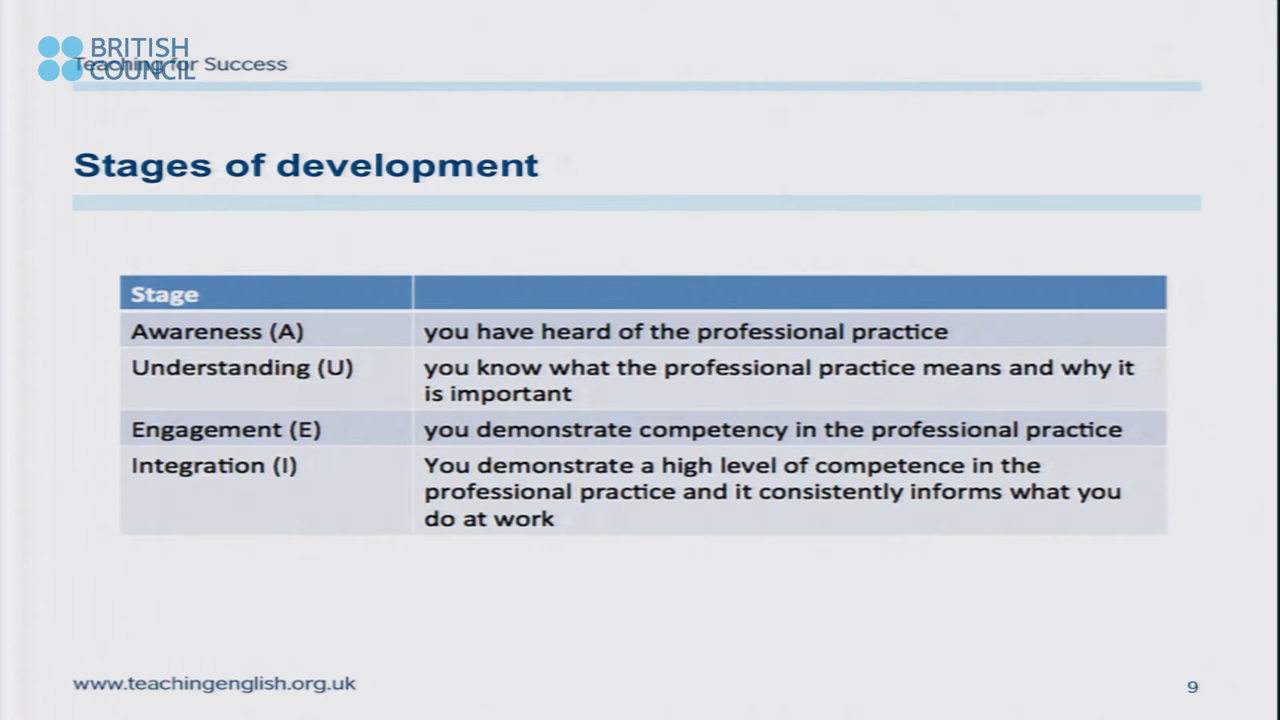 BRITISH
COUNCIL
Teaching for Success
Stages of development
Stage
Awareness (A) you have heard of the professional practice
Understanding (U) you know what the professional practice means and why it
is important
Engagement (E) you demonstrate competency in the professional practice
Integration (I) You demonstrate a high level of competence in the
professional practice and it consistently informs what you
do at work
www.teachingenglish.org.uk
9